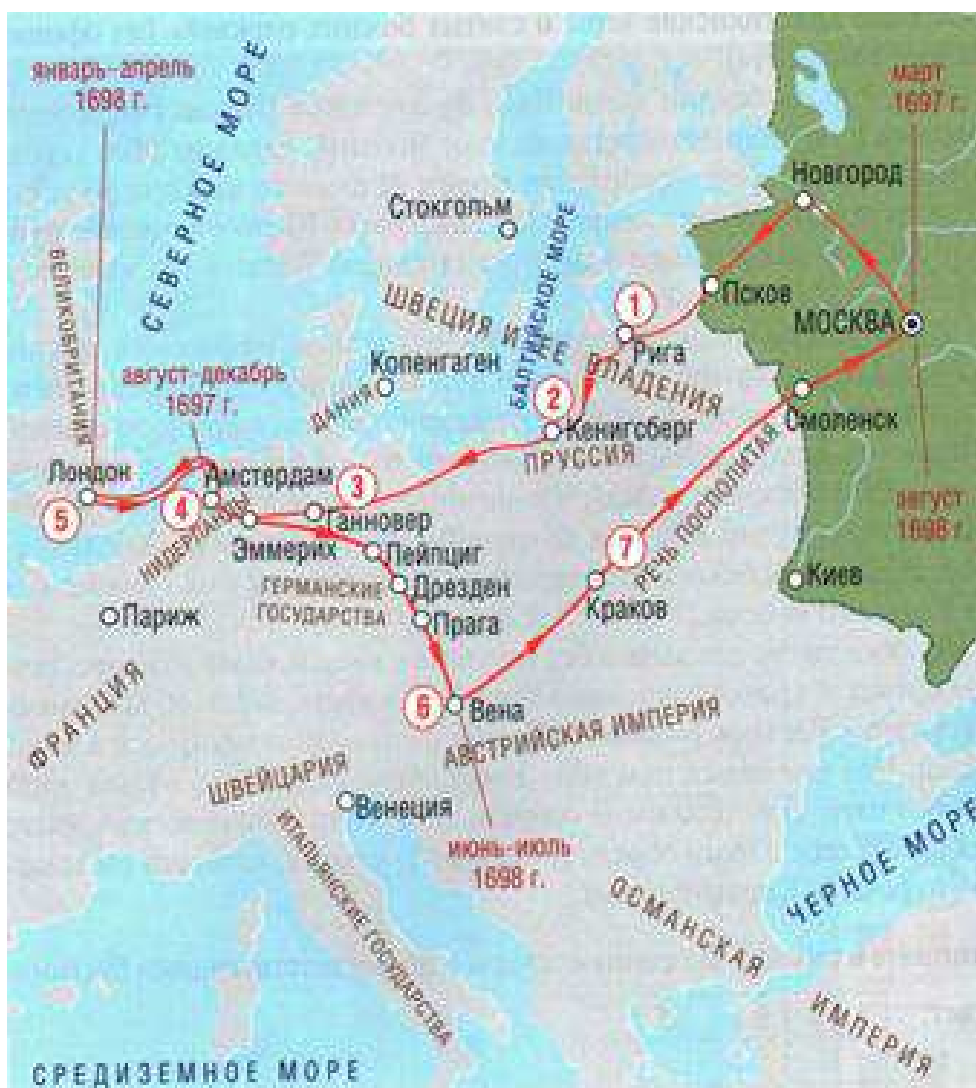 январь-апрель
1698 г.
СЕВЕРНОЕ МОРЕ
март
1697 г.
Новгород
Стокгольм
БАЛТИЙСКОЕ МОРЕ
ВЕЛИКОБРИТАНИЯ
1
Псков
МОСКВА
ШВЕЦИЯ И ЕЕ
ВЛАДЕНИЯ
Рига
август-декабрь
1697 г.
Копенгаген
ДАНИЯ
2
Кенигсберг
ПРУССИЯ
Смоленск
Лондон
5
Амстердам
4
3
Ганновер
НИДЕРЛАНДЫ
Эммерих
Лейпциг
Дрезден
ГЕРМАНСКИЕ
ГОСУДАРСТВА
Прага
РЕЧЬ ПОСПОЛИТАЯ
7
Краков
август
1698 г.
Киев
Париж
ФРАНЦИЯ
6
Вена
АВСТРИЙСКАЯ ИМПЕРИЯ
ШВЕЙЦАРИЯ
Венеция
ИТАЛЬЯНСКИЕ ГОСУДАРСТВА
июнь-июль
1698 г.
ЧЕРНОЕ МОРЕ
ОСМАНСКАЯ
ИМПЕРИЯ
СРЕДИЗЕМНОЕ МОРЕ